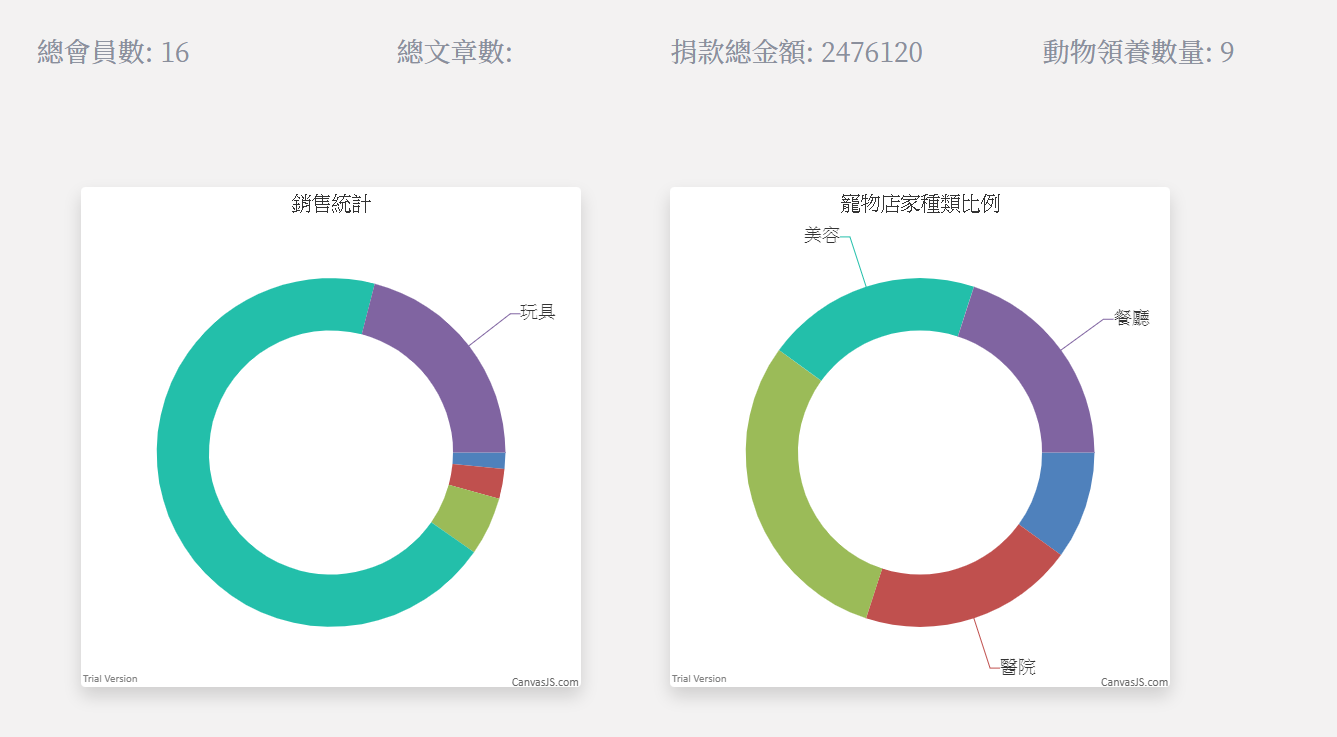 總會員數: 16
總文章數:
捐款總金額: 2476120
動物領養數量: 9
銷售統計
玩具
Trial Version
CanvasJS.com
寵物店家種類比例
美容
餐廳
醫院
Trial Version
CanvasJS.com